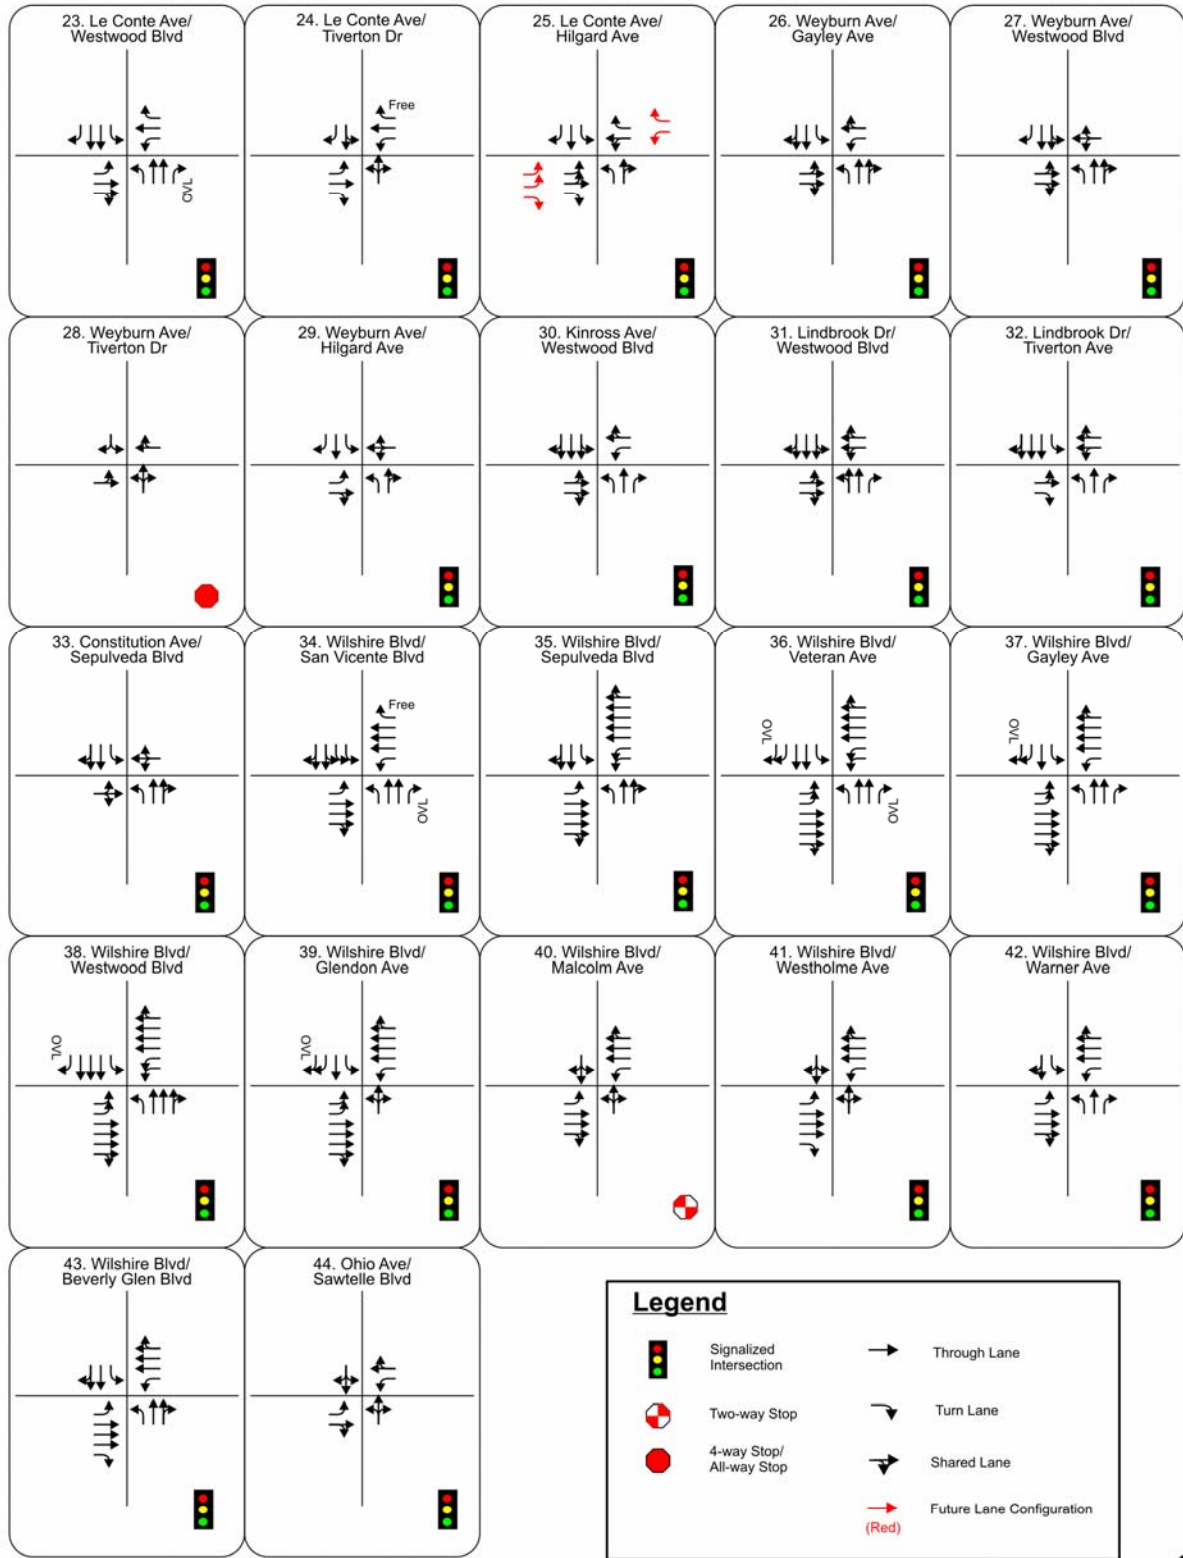 23. Le Conte Ave/
Westwood Blvd
OVL
24. Le Conte Ave/
Tiverton Dr
Free
25. Le Conte Ave/
Hilgard Ave
26. Weyburn Ave/
Gayley Ave
27. Weyburn Ave/
Westwood Blvd
28. Weyburn Ave/
Tiverton Dr
29. Weyburn Ave/
Hilgard Ave
30. Kinross Ave/
Westwood Blvd
31. Lindbrook Dr/
Westwood Blvd
32. Lindbrook Dr/
Tiverton Ave
33. Constitution Ave/
Sepulveda Blvd
34. Wilshire Blvd/
San Vicente Blvd
Free
OVL
35. Wilshire Blvd/
Sepulveda Blvd
36. Wilshire Blvd/
Veteran Ave
OVL
OVL
37. Wilshire Blvd/
Gayley Ave
OVL
38. Wilshire Blvd/
Westwood Blvd
OVL
39. Wilshire Blvd/
Glendon Ave
OVL
40. Wilshire Blvd/
Malcolm Ave
41. Wilshire Blvd/
Westholme Ave
42. Wilshire Blvd/
Warner Ave
43. Wilshire Blvd/
Beverly Glen Blvd
44. Ohio Ave/
Sawtelle Blvd
Legend
Signalized
Intersection
Through Lane
Two-way Stop
Turn Lane
4-way Stop/
All-way Stop
Shared Lane
Future Lane Configuration
(Red)